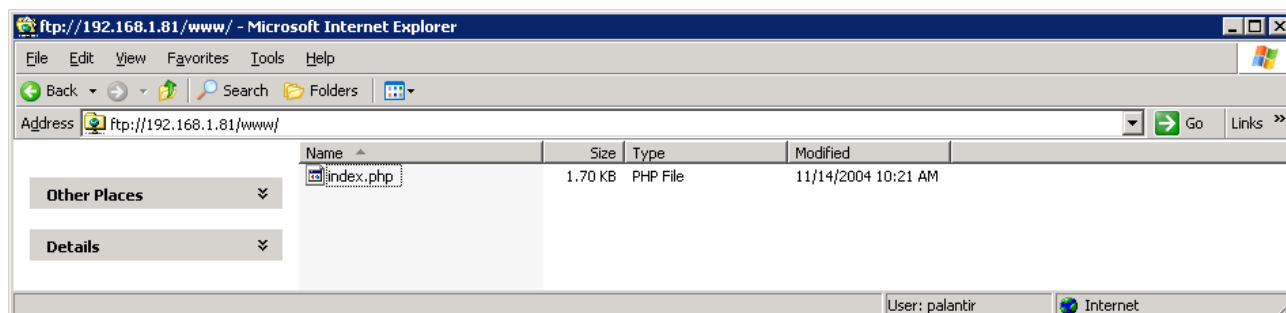 ftp://192.168.1.81/www/ - Microsoft Internet Explorer
File Edit View Favorites Tools Help
Back Search Folders
Address ftp://192.168.1.81/www/ Go Links »
Name Size Type Modified
index.php 1.70 KB PHP File 11/14/2004 10:21 AM
Other Places
Details
User: palantir Internet